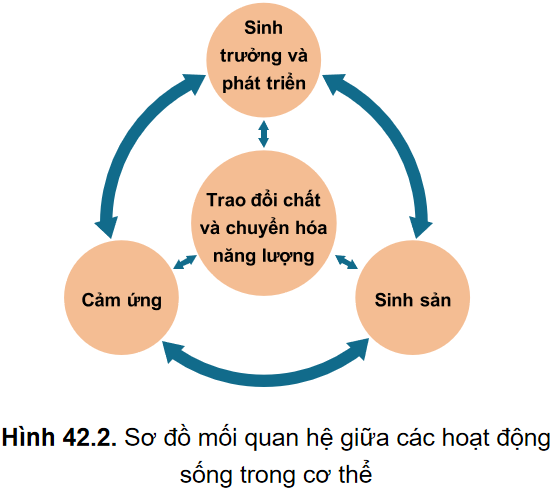 Sinh
trưởng và
phát triển
Trao đổi chất
và chuyển hóa
năng lượng
Cảm ứng
Sinh sản
Hình 42.2. Sơ đồ mối quan hệ giữa các hoạt động
sống trong cơ thể